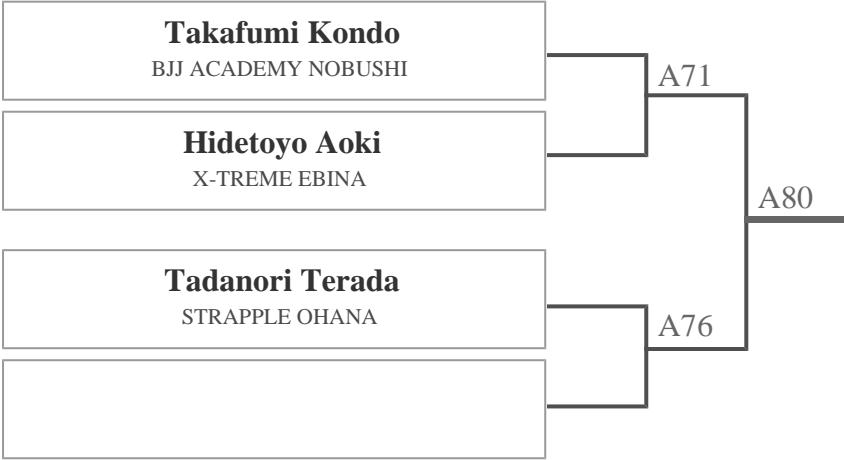 Takafumi Kondo
BJJ ACADEMY NOBUSHI
A71
Hidetoyo Aoki
X-TREME EBINA
A80
Tadanori Terada
STRAPPLE OHANA
A76